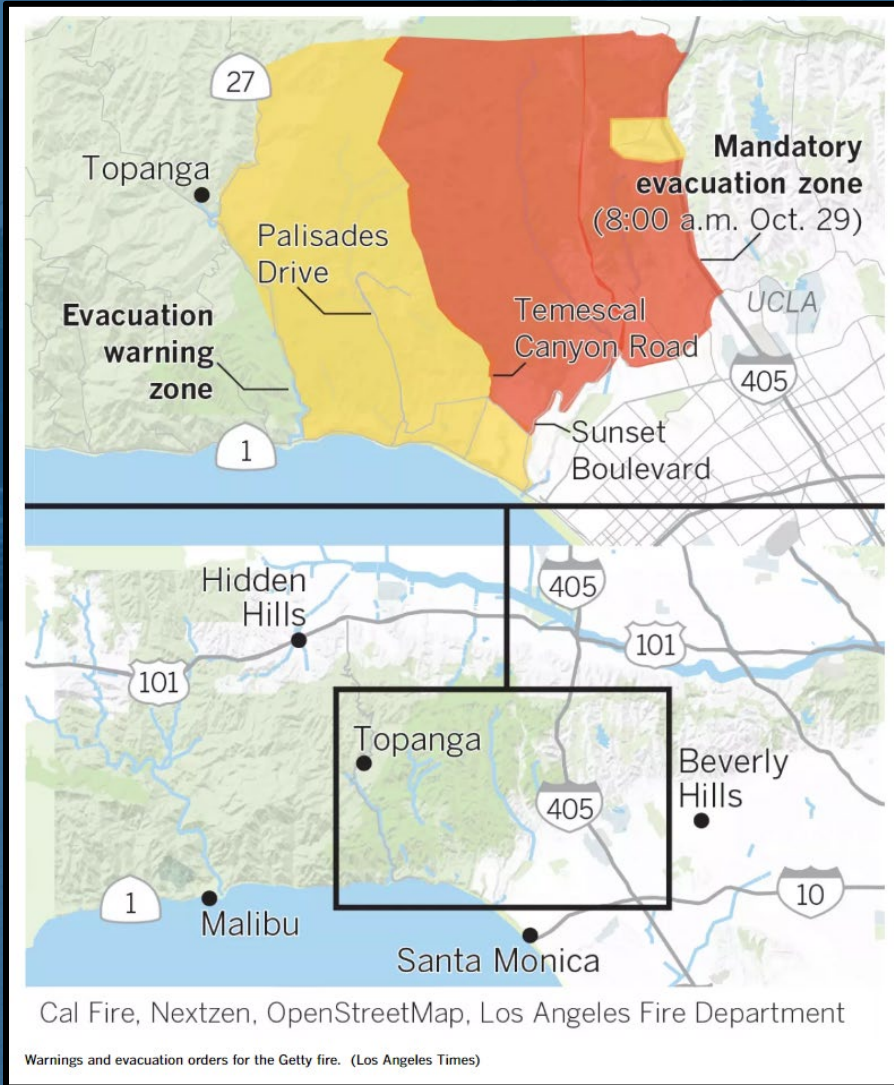 27
Topanga
Mandatory
evacuation zone
(8:00 a.m. Oct. 29)
Palisades
Drive
Evacuation
warning
zone
Temescal
Canyon Road
UCLA
405
1
Sunset
Boulevard
Hidden
Hills
405
101
101
Topanga
Beverly
Hills
405
1
Malibu
10
Santa Monica
Cal Fire, Nextzen, OpenStreetMap, Los Angeles Fire Department
Warnings and evacuation orders for the Getty fire. (Los Angeles Times)